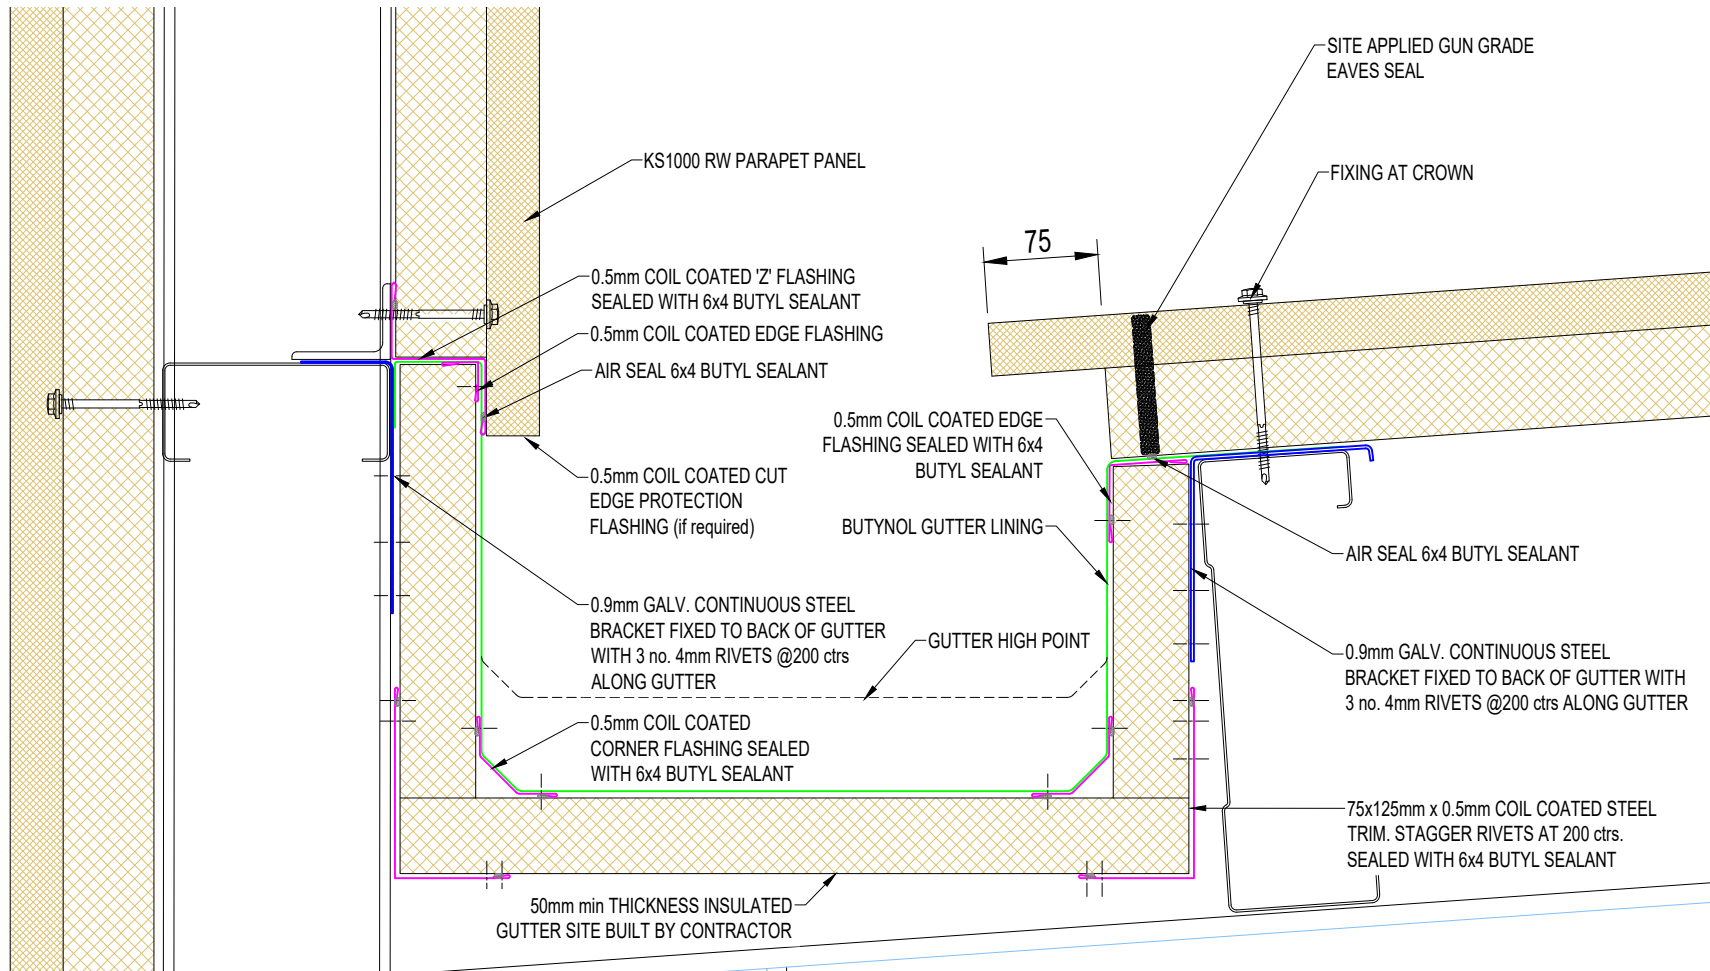 SITE APPLIED GUN GRADE
EAVES SEAL
KS1000 RW PARAPET PANEL
FIXING AT CROWN
75
0.5mm COIL COATED 'Z' FLASHING
SEALED WITH 6x4 BUTYL SEALANT
0.5mm COIL COATED EDGE FLASHING
AIR SEAL 6x4 BUTYL SEALANT
0.5mm COIL COATED EDGE
FLASHING SEALED WITH 6x4
BUTYL SEALANT
0.5mm COIL COATED CUT
EDGE PROTECTION
FLASHING (if required)
BUTYNOL GUTTER LINING
AIR SEAL 6x4 BUTYL SEALANT
0.9mm GALV. CONTINUOUS STEEL
BRACKET FIXED TO BACK OF GUTTER
WITH 3 no. 4mm RIVETS @200 ctrs
ALONG GUTTER
GUTTER HIGH POINT
0.9mm GALV. CONTINUOUS STEEL
BRACKET FIXED TO BACK OF GUTTER WITH
3 no. 4mm RIVETS @200 ctrs ALONG GUTTER
0.5mm COIL COATED
CORNER FLASHING SEALED
WITH 6x4 BUTYL SEALANT
75x125mm x 0.5mm COIL COATED STEEL
TRIM. STAGGER RIVETS AT 200 ctrs.
SEALED WITH 6x4 BUTYL SEALANT
50mm min THICKNESS INSULATED
GUTTER SITE BUILT BY CONTRACTOR